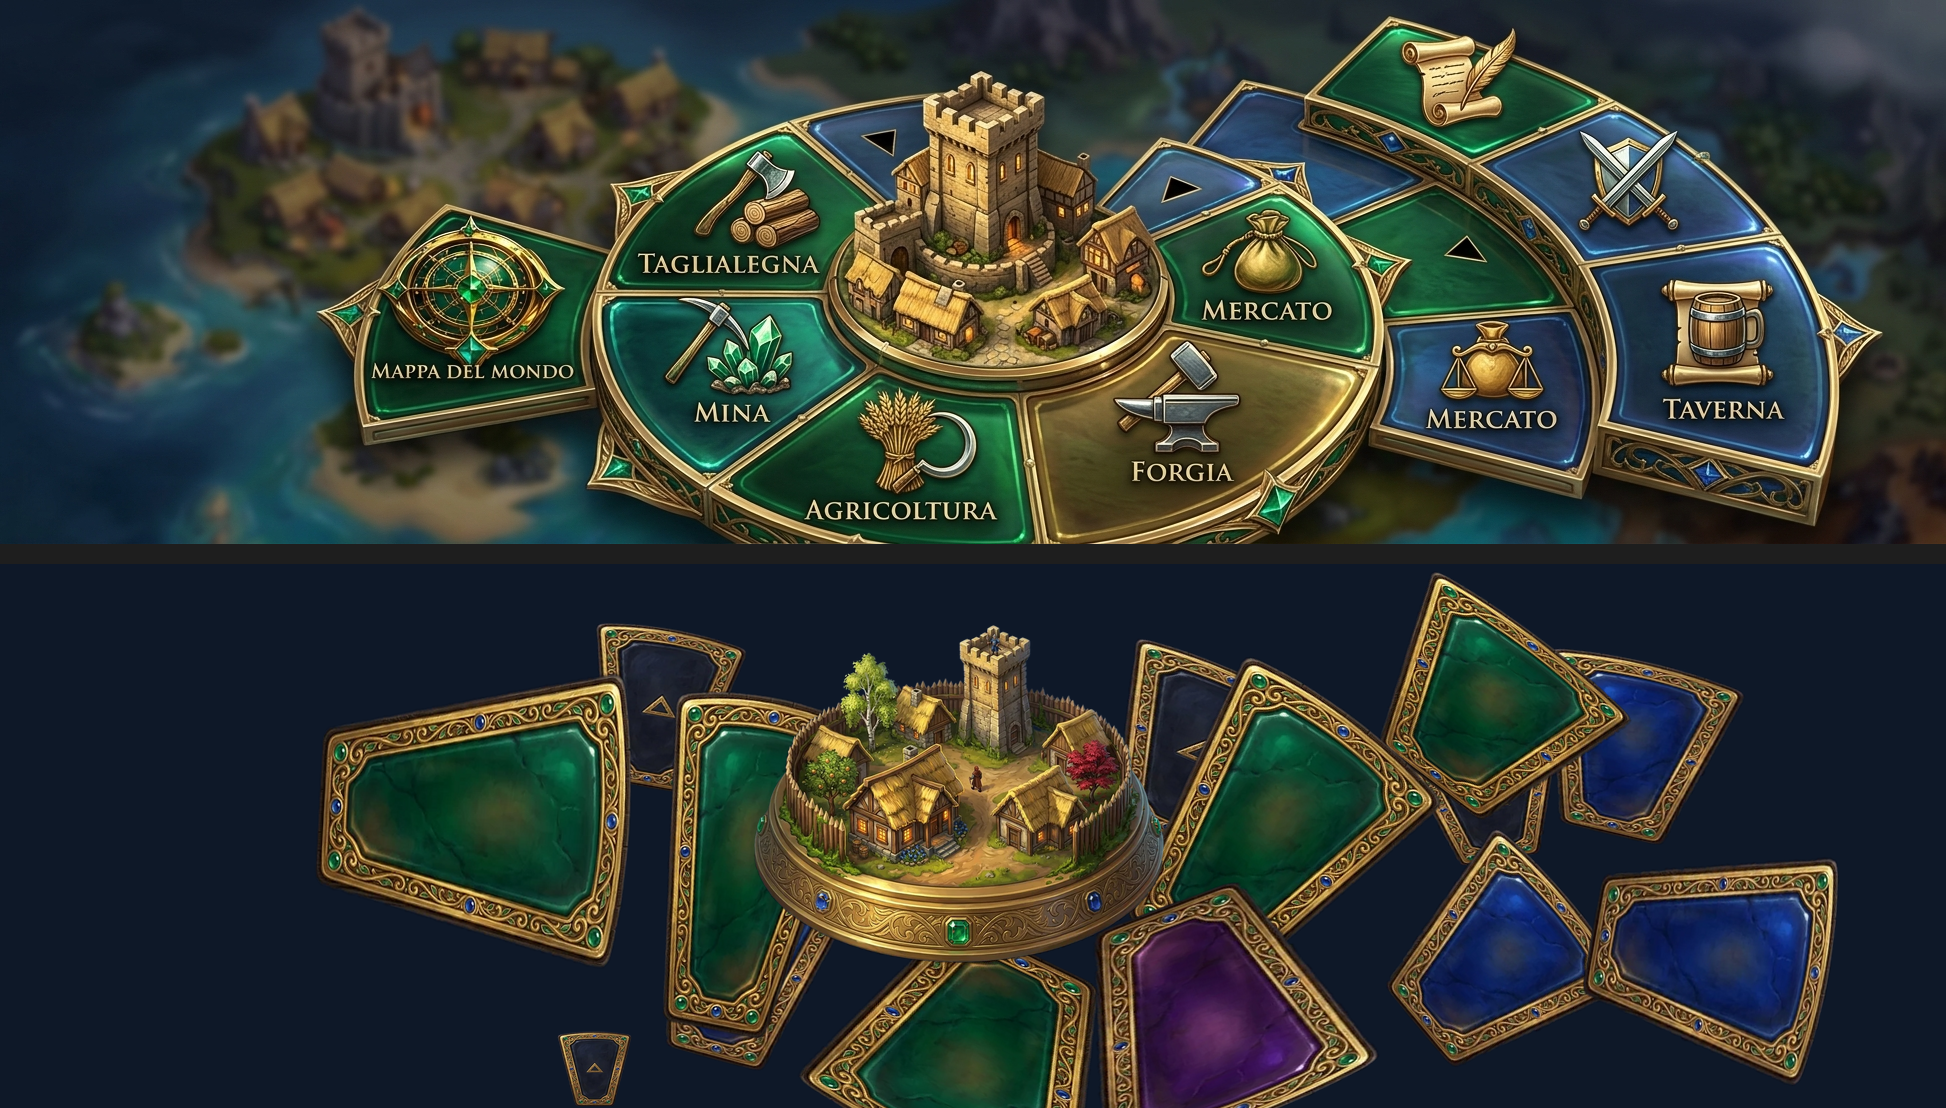 Taglialegna
Mercato
Mappa del mondo
Mina
Mercato
Taverna
Forgia
Agricoltura